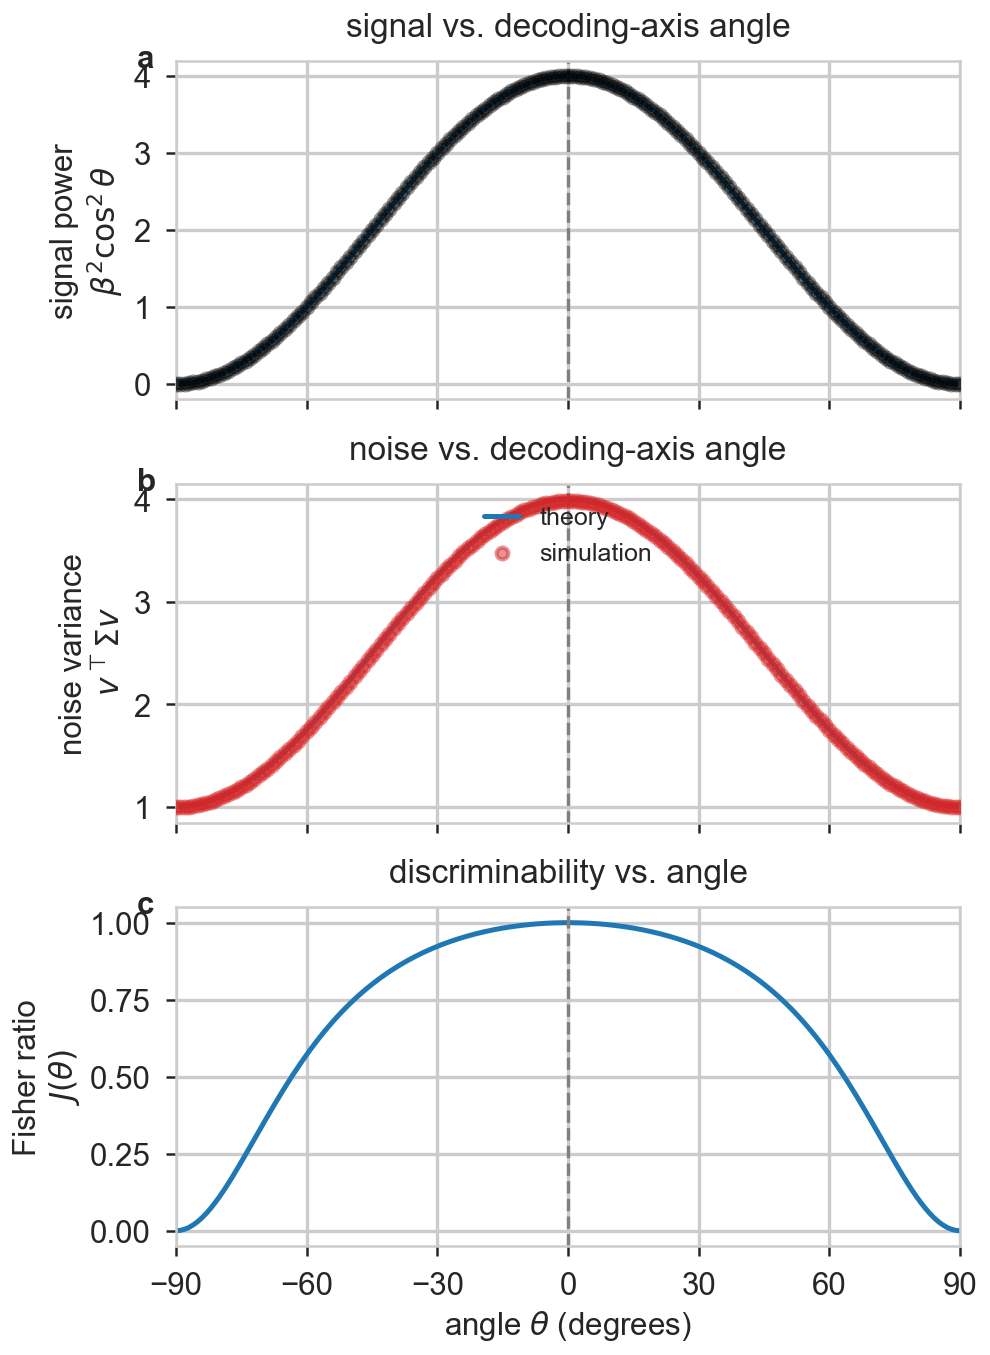 signal vs. decoding-axis angle
a
4
3
2
1
0
signal power
β² cos² θ
noise vs. decoding-axis angle
b
4
3
2
1
noise variance
v⊤Σv
theory
simulation
discriminability vs. angle
c
1.00
0.75
0.50
0.25
0.00
Fisher ratio
J(θ)
−90 −60 −30 0 30 60 90
angle θ (degrees)